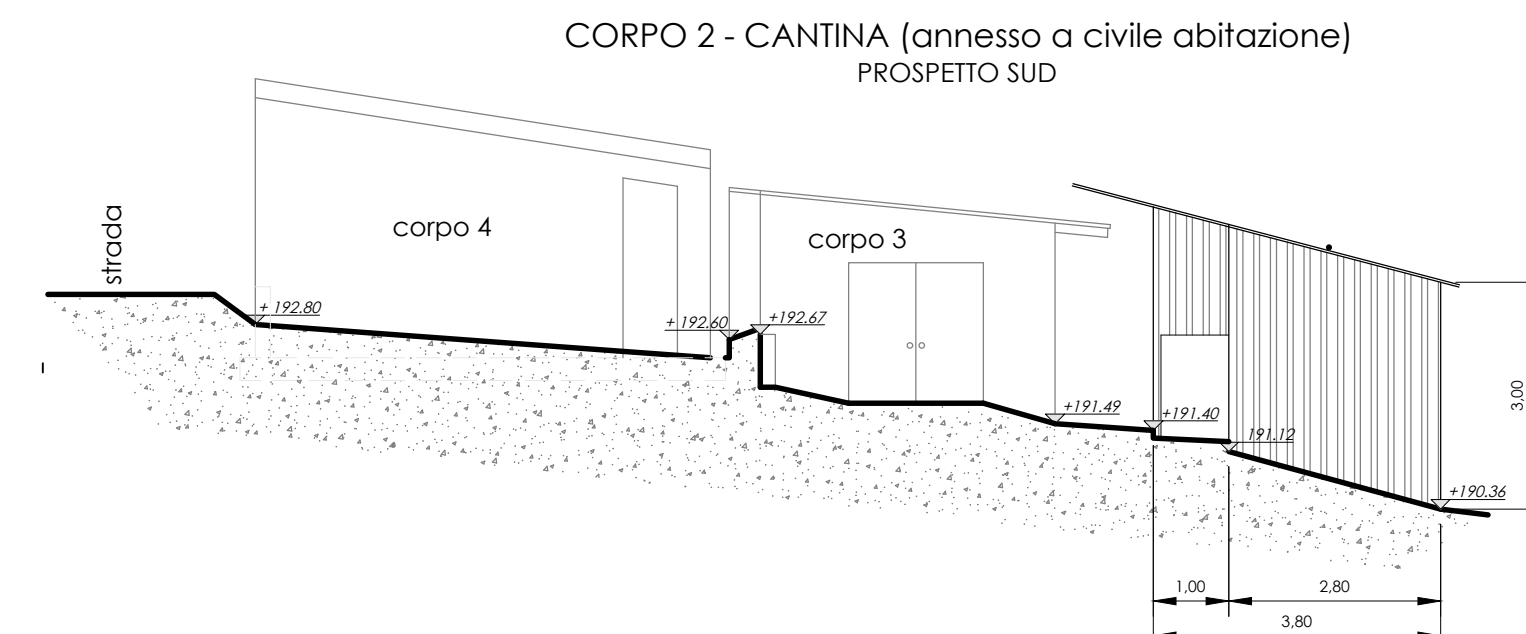 CORPO 2 - CANTINA (annesso a civile abitazione)
PROSPETTO SUD
strada
corpo 4
corpo 3
+ 192.80
+ 192.60
+192.67
+191.49
+191.40
191.12
+190.36
3,00
1,00
2,80
3,80